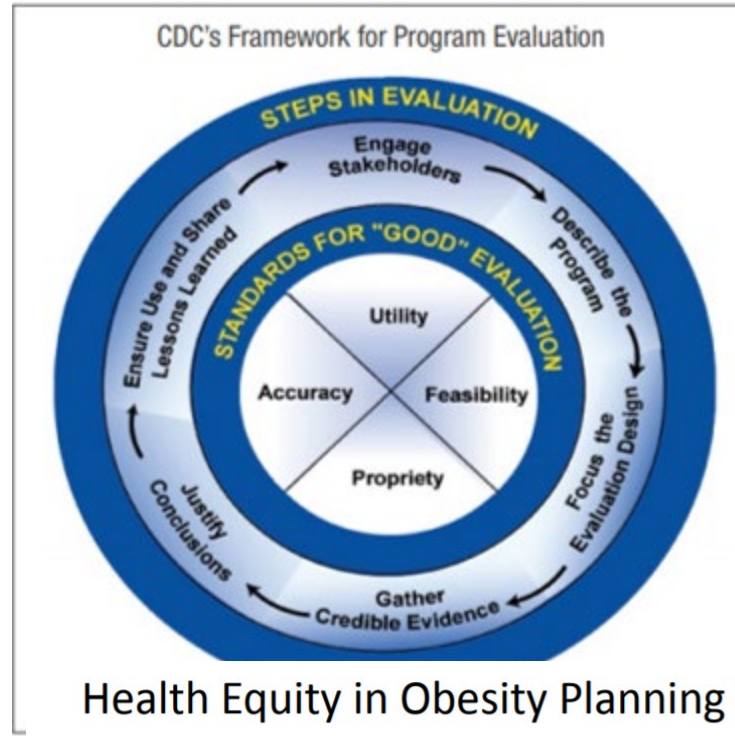 CDC's Framework for Program Evaluation
STEPS IN EVALUATION
Engage
Stakeholders
Describe the
Program
Focus the
Evaluation Design
Gather
Credible Evidence
Justify
Conclusions
Ensure Use and Share
Lessons Learned
STANDARDS FOR "GOOD" EVALUATION
Utility
Accuracy
Feasibility
Propriety
Health Equity in Obesity Planning